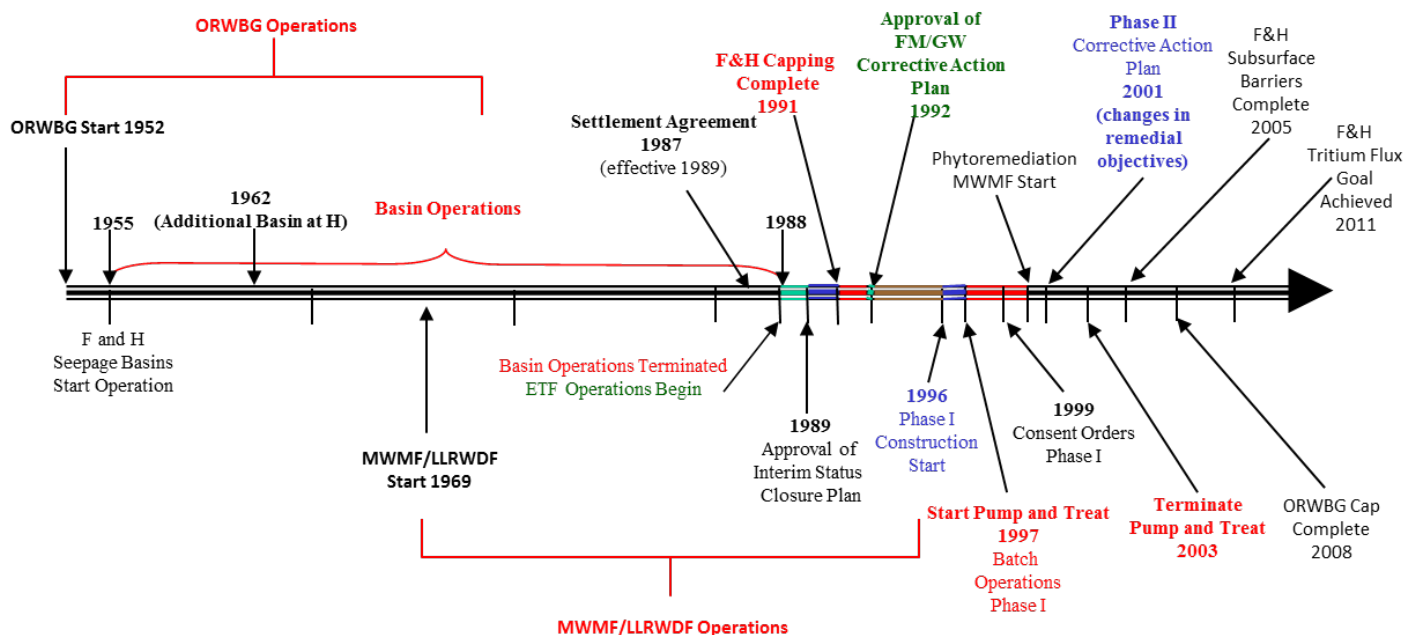 ORWBG Operations
ORWBG Start 1952
1955
1962
(Additional Basin at H)
Basin Operations
Settlement Agreement
1987
(effective 1989)
1988
F&H Capping
Complete
1991
Approval of
FM/GW
Corrective Action
Plan
1992
Phytoremediation
MWMF Start
Phase II
Corrective Action
Plan
2001
(changes in
remedial
objectives)
F&H
Subsurface
Barriers
Complete
2005
F&H
Tritium Flux
Goal
Achieved
2011
F and H
Seepage Basins
Start Operation
MWMF/LLRWDF
Start 1969
Basin Operations Terminated
ETF Operations Begin
1989
Approval of
Interim Status
Closure Plan
1996
Phase I
Construction
Start
Start Pump and Treat
1997
Batch
Operations
Phase I
1999
Consent Orders
Phase I
Terminate
Pump and Treat
2003
ORWBG Cap
Complete
2008
MWMF/LLRWDF Operations